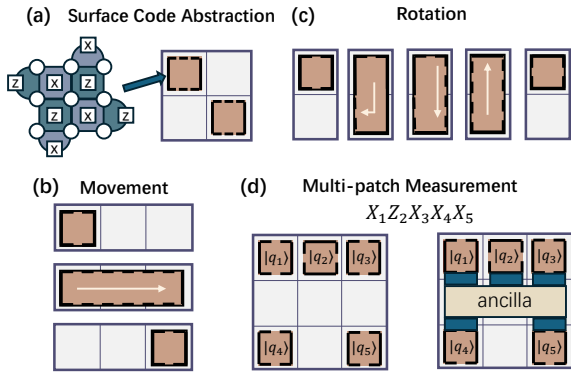 (a) Surface Code Abstraction
X
Z Z
X Z
Z X Z
X
(b) Movement
(c) Rotation
(d) Multi-patch Measurement
X₁Z₂X₃X₄X₅
|q₁⟩ |q₂⟩ |q₃⟩
|q₄⟩ |q₅⟩
|q₁⟩ |q₂⟩ |q₃⟩
ancilla
|q₄⟩ |q₅⟩